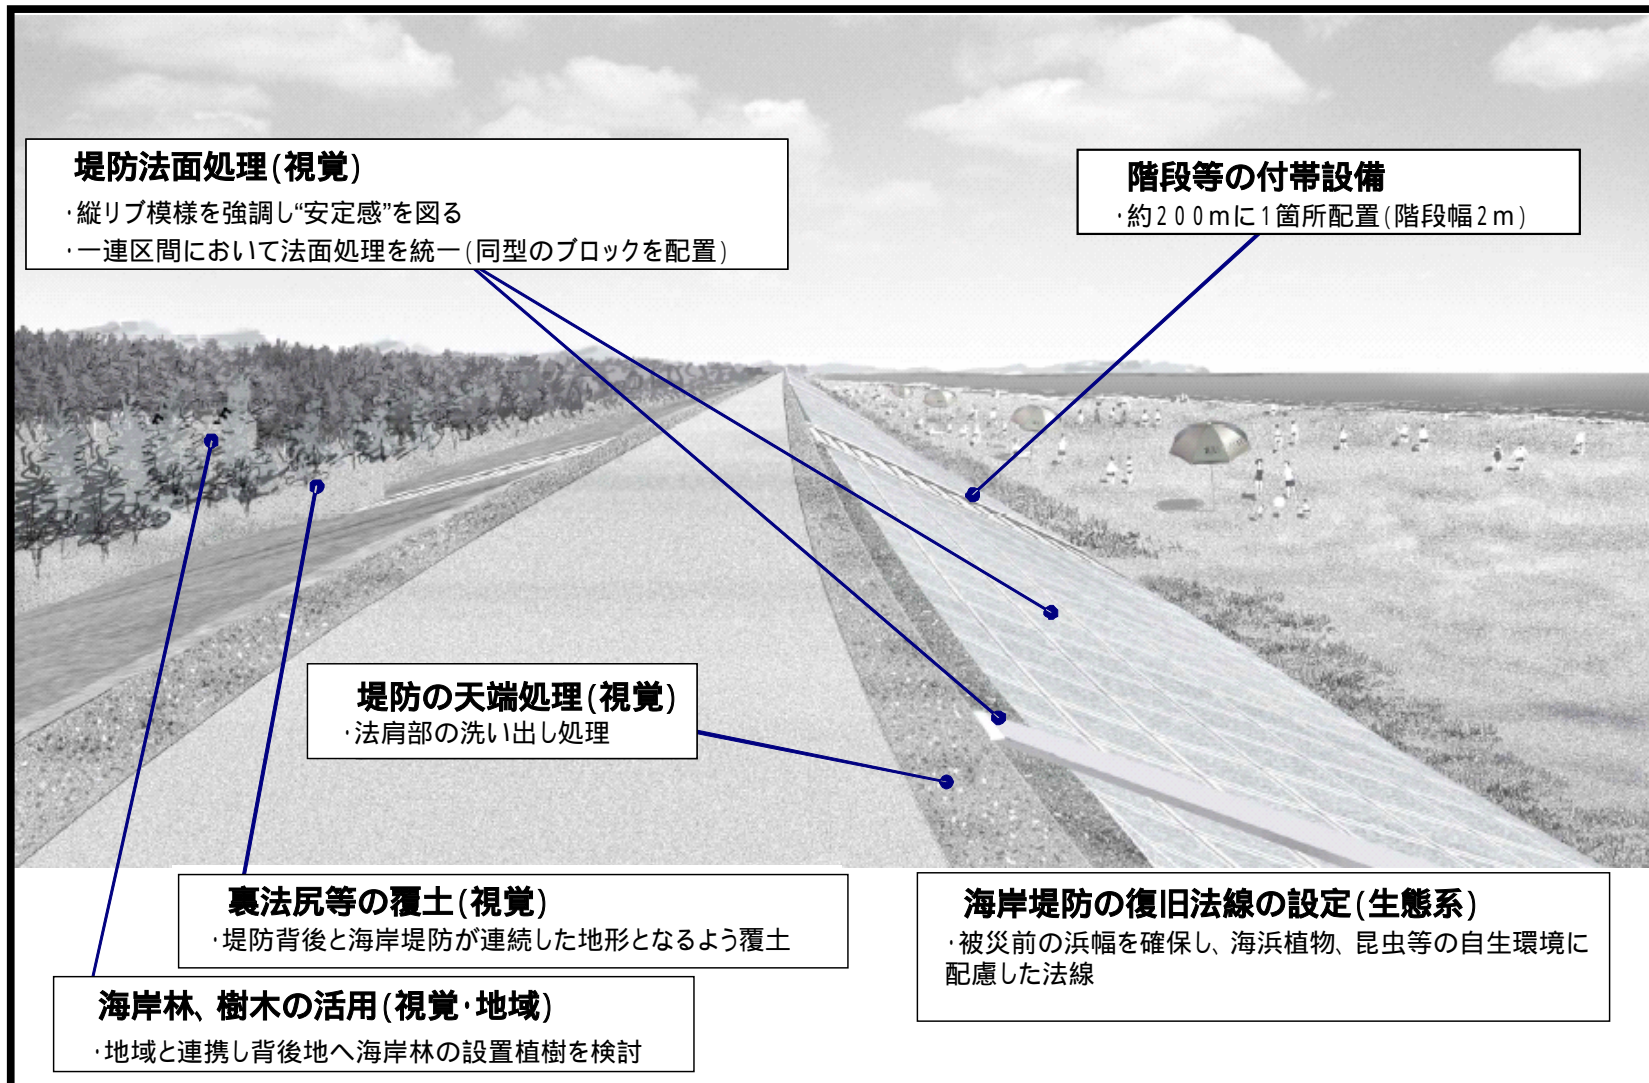 堤防法面処理(視覚)
・縦リブ模様を強調し“安定感”を図る
・一連区間において法面処理を統一(同型のブロックを配置)
階段等の付帯設備
・約200mに1箇所配置(階段幅2m)
堤防の天端処理(視覚)
・法肩部の洗い出し処理
裏法尻等の覆土(視覚)
・堤防背後と海岸堤防が連続した地形となるよう覆土
海岸堤防の復旧法線の設定(生態系)
・被災前の浜幅を確保し、海浜植物、昆虫等の自生環境に
配慮した法線
海岸林、樹木の活用(視覚・地域)
・地域と連携し背後地へ海岸林の設置植樹を検討